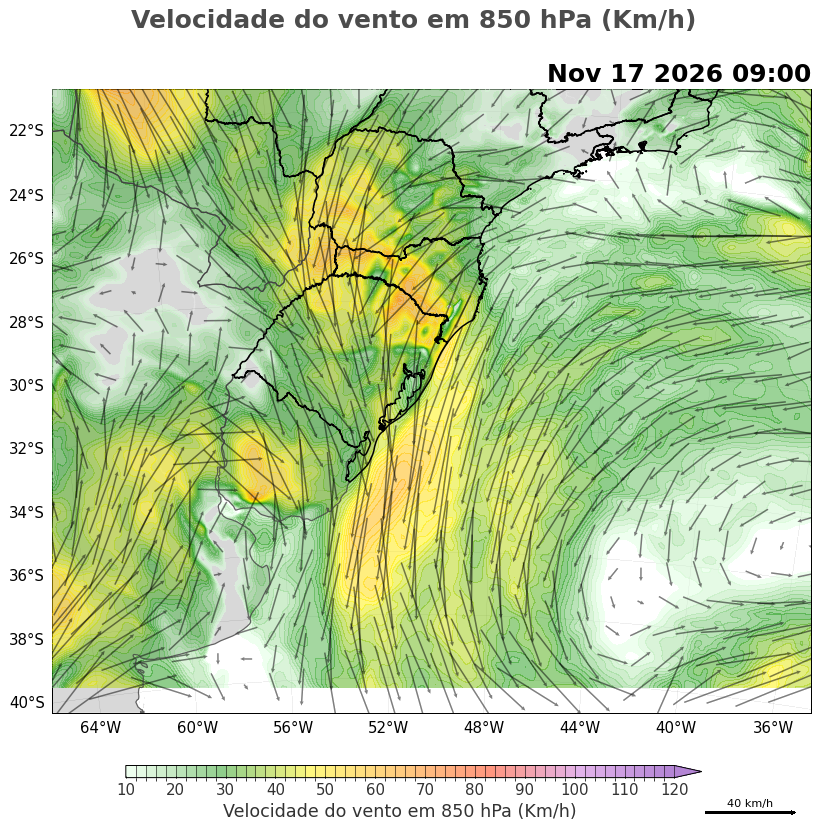 Velocidade do vento em 850 hPa (Km/h)
Nov 17 2026 09:00
22°S
24°S
26°S
28°S
30°S
32°S
34°S
36°S
38°S
40°S
64°W 60°W 56°W 52°W 48°W 44°W 40°W 36°W
10 20 30 40 50 60 70 80 90 100 110 120
Velocidade do vento em 850 hPa (Km/h)
40 km/h